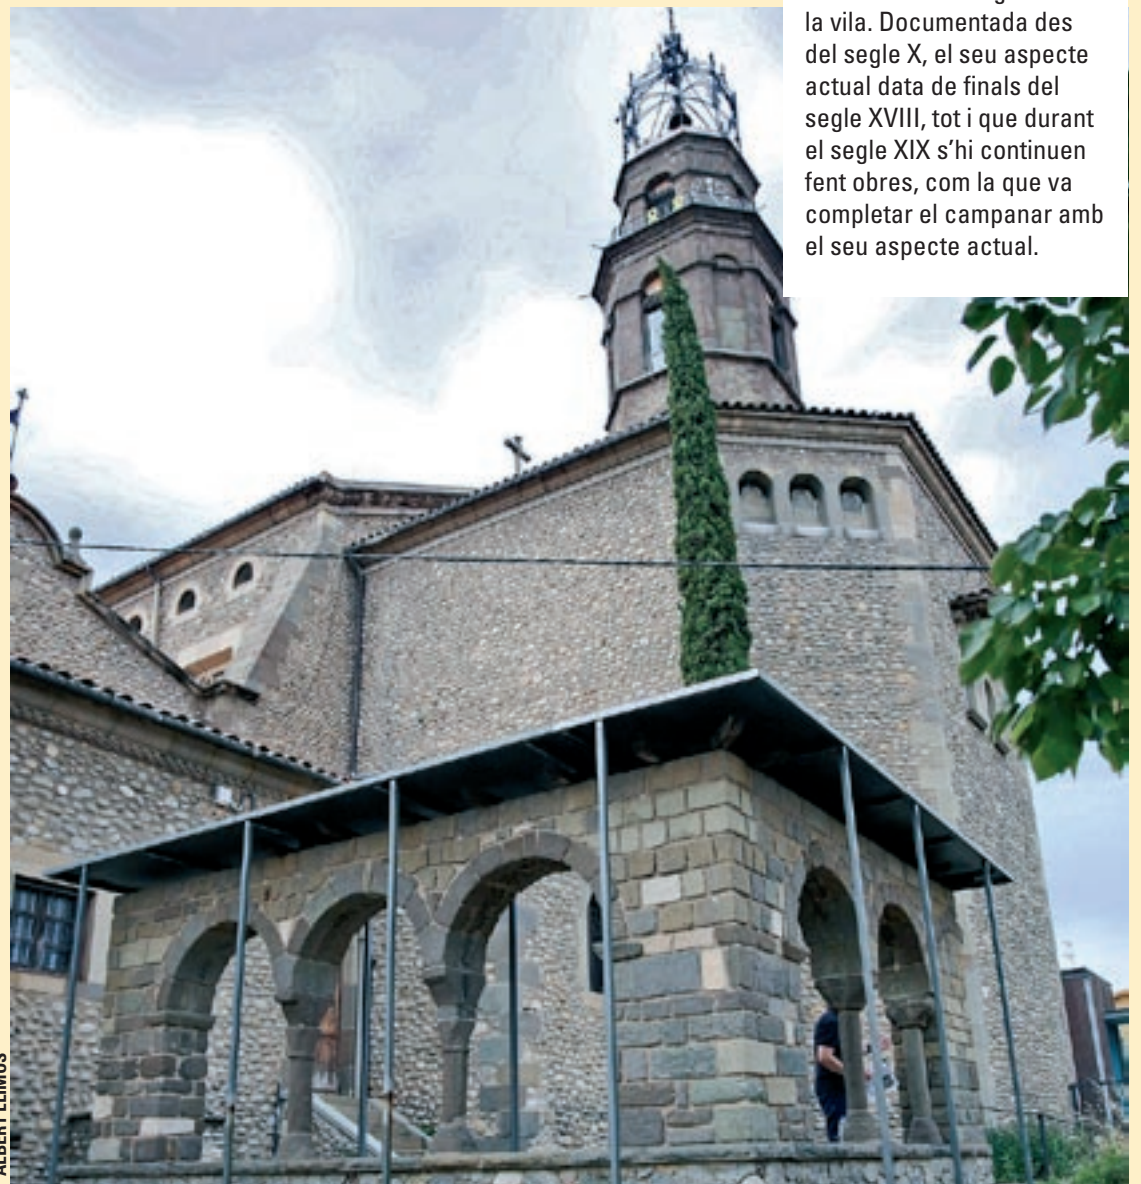 la vila. Documentada des
del segle X, el seu aspecte
actual data de finals del
segle XVIII, tot i que durant
el segle XIX s’hi continuen
fent obres, com la que va
completar el campanar amb
el seu aspecte actual.
ALBERT LLIMÓS